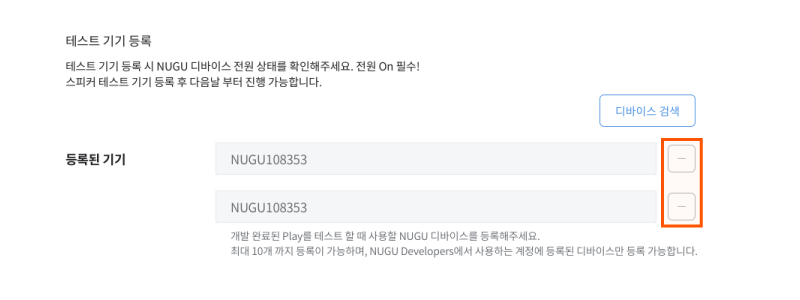 테스트 기기 등록
테스트 기기 등록 시 NUGU 디바이스 전원 상태를 확인해주세요. 전원 On 필수!
스피커 테스트 기기 등록 후 다음날 부터 진행 가능합니다.
디바이스 검색
등록된 기기
NUGU108353
NUGU108353
개발 완료된 Play를 테스트 할 때 사용할 NUGU 디바이스를 등록해주세요.
최대 10개 까지 등록이 가능하며, NUGU Developers에서 사용하는 계정에 등록된 디바이스만 등록 가능합니다.